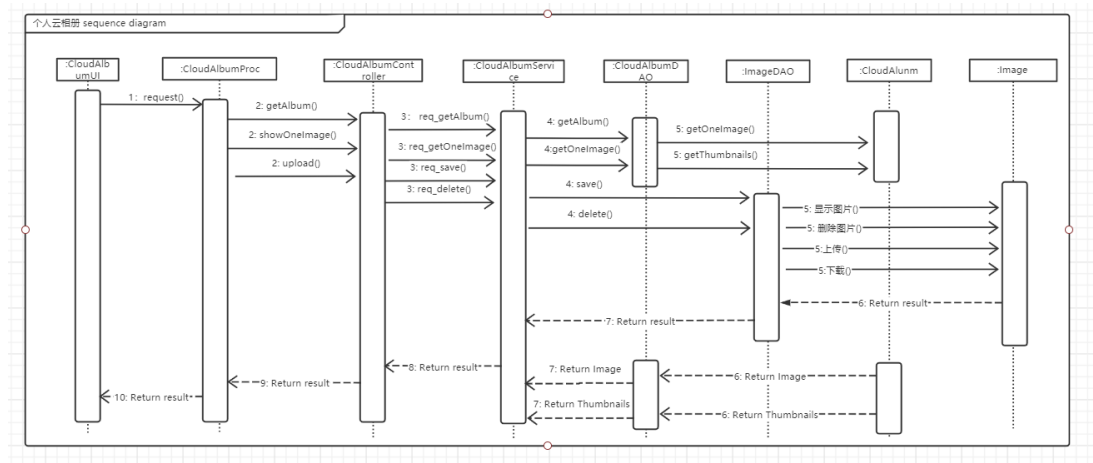 个人云相册 sequence diagram
:CloudAlb
umUI
:CloudAlbumProc
:CloudAlbumCont
roller
:CloudAlbumServi
ce
:CloudAlbumD
AO
:ImageDAO
:CloudAlunm
:Image
1: request()
2: getAlbum()
2: showOneImage()
2: upload()
3: req_getAlbum()
3: req_getOneImage()
3: req_save()
3: req_delete()
4: getAlbum()
4:getOneImage()
4: save()
4: delete()
5: getOneImage()
5: getThumbnails()
5: 显示图片()
5: 删除图片()
5:上传()
5:下载()
6: Return result
7: Return result
8: Return result
9: Return result
10: Return result
7: Return Image
6: Return Image
7: Return Thumbnails
6: Return Thumbnails